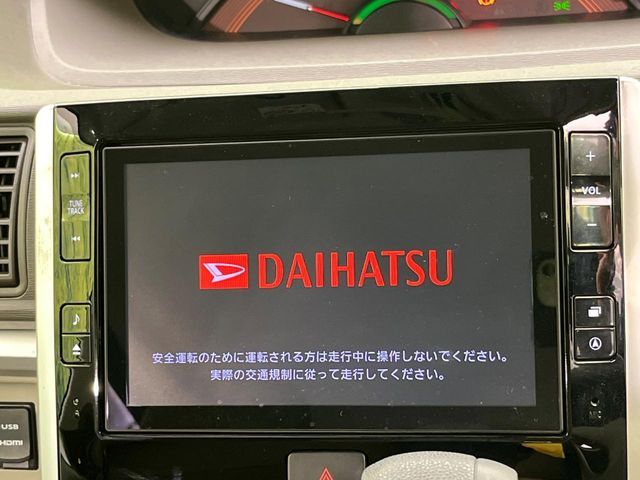 TUNE
TRACK
+
VOL
−
DAIHATSU
安全運転のために運転される方は走行中に操作しないでください。
実際の交通規制に従って走行してください。
USB
HDMI